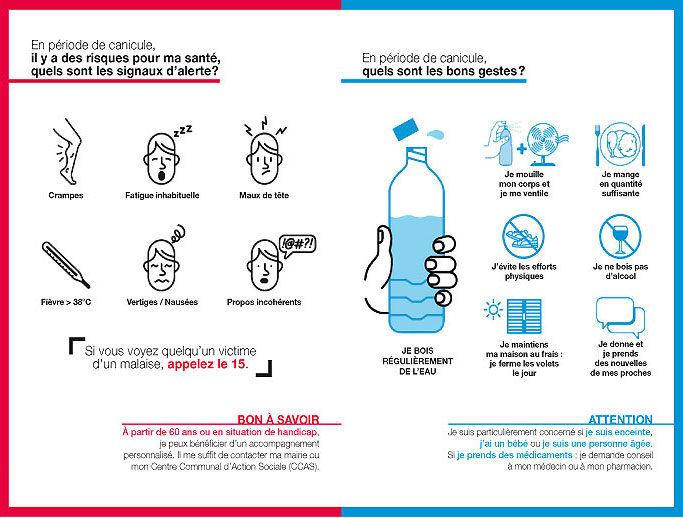 En période de canicule,
il y a des risques pour ma santé,
quels sont les signaux d'alerte?
zzz
Crampes
Fatigue inhabituelle
Maux de tête
!@#?!
Fièvre > 38°C
Vertiges / Nausées
Propos incohérents
Si vous voyez quelqu'un victime
d'un malaise, appelez le 15.
BON À SAVOIR
À partir de 60 ans ou en situation de handicap,
je peux bénéficier d'un accompagnement
personnalisé. Il me suffit de contacter ma mairie ou
mon Centre Communal d'Action Sociale (CCAS).
En période de canicule,
quels sont les bons gestes?
JE BOIS
RÉGULIÈREMENT
DE L'EAU
+
Je mouille
mon corps et
je me ventile
Je mange
en quantité
suffisante
J'évite les efforts
physiques
Je ne bois pas
d'alcool
Je maintiens
ma maison au frais :
je ferme les volets
le jour
Je donne et
je prends
des nouvelles
de mes proches
ATTENTION
Je suis particulièrement concerné si je suis enceinte,
j'ai un bébé ou je suis une personne âgée.
Si je prends des médicaments : je demande conseil
à mon médecin ou à mon pharmacien.